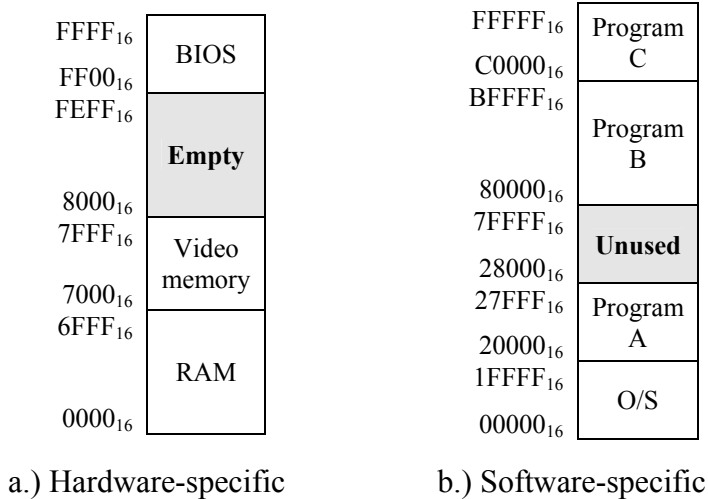 FFFF₁₆
BIOS
FF00₁₆
FEFF₁₆
Empty
8000₁₆
7FFF₁₆
Video
memory
7000₁₆
6FFF₁₆
RAM
0000₁₆
a.) Hardware-specific
FFFFF₁₆
Program
C
C0000₁₆
BFFFF₁₆
Program
B
80000₁₆
7FFFF₁₆
Unused
28000₁₆
27FFF₁₆
Program
A
20000₁₆
1FFFF₁₆
O/S
00000₁₆
b.) Software-specific